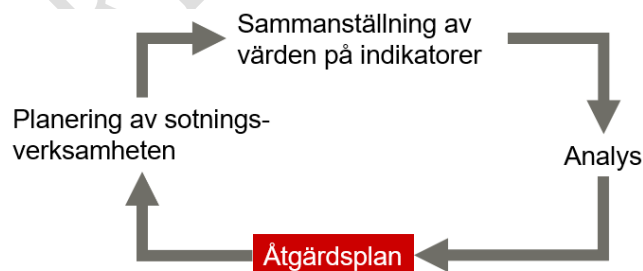 Sammanställning av
värden på indikatorer
Planering av sotnings-
verksamheten
Analys
Åtgärdsplan